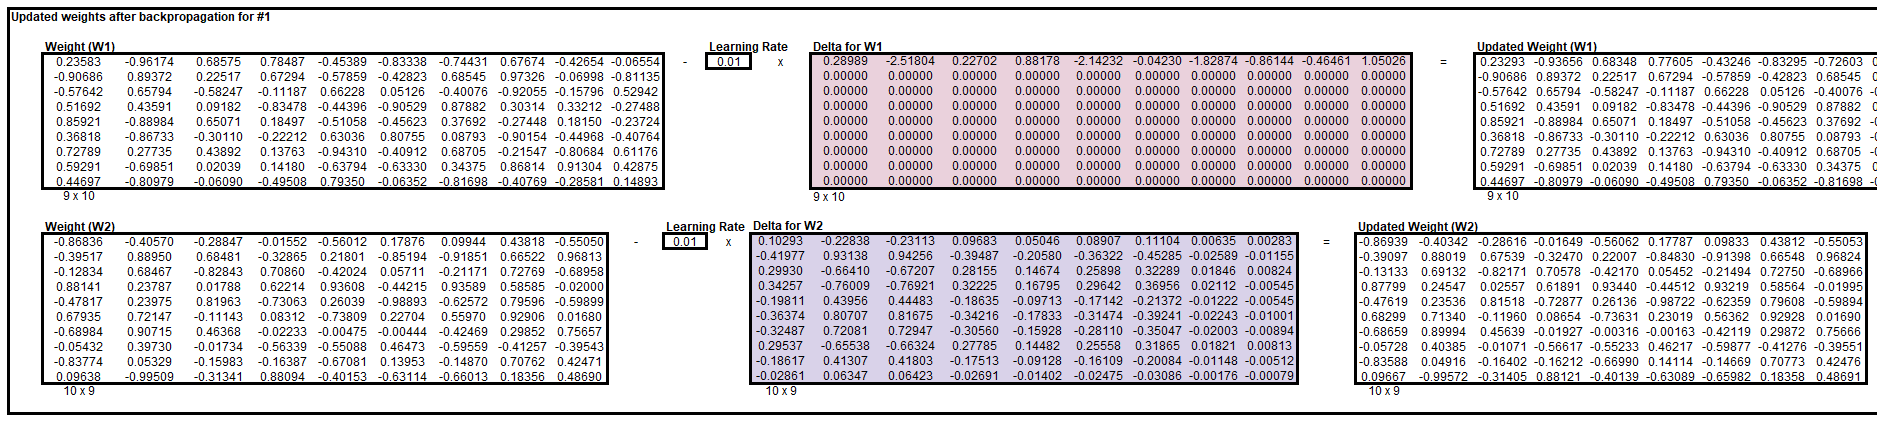 Updated weights after backpropagation for #1
Weight (W1) Learning Rate Delta for W1 Updated Weight (W1)
0.23583 -0.96174 0.68575 0.78487 -0.45389 -0.83338 -0.74431 0.67674 -0.42654 -0.06554 - 0.01 x 0.28989 -2.51804 0.22702 0.88178 -2.14232 -0.04230 -1.82874 -0.86144 -0.46461 1.05026 = 0.23293 -0.93656 0.68348 0.77605 -0.43246 -0.83295 -0.72603
-0.90686 0.89372 0.22517 0.67294 -0.57859 -0.42823 0.68545 0.97326 -0.06998 -0.81135 0.00000 0.00000 0.00000 0.00000 0.00000 0.00000 0.00000 0.00000 0.00000 0.00000 -0.90686 0.89372 0.22517 0.67294 -0.57859 -0.42823 0.68545
-0.57642 0.65794 -0.58247 -0.11187 0.66228 0.05126 -0.40076 -0.92055 -0.15796 0.52942 0.00000 0.00000 0.00000 0.00000 0.00000 0.00000 0.00000 0.00000 0.00000 0.00000 -0.57642 0.65794 -0.58247 -0.11187 0.66228 0.05126 -0.40076
0.51692 0.43591 0.09182 -0.83478 -0.44396 -0.90529 0.87882 0.30314 0.33212 -0.27488 0.00000 0.00000 0.00000 0.00000 0.00000 0.00000 0.00000 0.00000 0.00000 0.00000 0.51692 0.43591 0.09182 -0.83478 -0.44396 -0.90529 0.87882
0.85921 -0.88984 0.65071 0.18497 -0.51058 -0.45623 0.37692 -0.27448 0.18150 -0.23724 0.00000 0.00000 0.00000 0.00000 0.00000 0.00000 0.00000 0.00000 0.00000 0.00000 0.85921 -0.88984 0.65071 0.18497 -0.51058 -0.45623 0.37692
0.36818 -0.86733 -0.30110 -0.22212 0.63036 0.80755 0.08793 -0.90154 -0.44968 -0.40764 0.00000 0.00000 0.00000 0.00000 0.00000 0.00000 0.00000 0.00000 0.00000 0.00000 0.36818 -0.86733 -0.30110 -0.22212 0.63036 0.80755 0.08793
0.72789 0.27735 0.43892 0.13763 -0.94310 -0.40912 0.68705 -0.21547 -0.80684 0.61176 0.00000 0.00000 0.00000 0.00000 0.00000 0.00000 0.00000 0.00000 0.00000 0.00000 0.72789 0.27735 0.43892 0.13763 -0.94310 -0.40912 0.68705
0.59291 -0.69851 0.02039 0.14180 -0.63794 -0.63330 0.34375 0.86814 0.91304 0.42875 0.00000 0.00000 0.00000 0.00000 0.00000 0.00000 0.00000 0.00000 0.00000 0.00000 0.59291 -0.69851 0.02039 0.14180 -0.63794 -0.63330 0.34375
0.44697 -0.80979 -0.06090 -0.49508 0.79350 -0.06352 -0.81698 -0.40769 -0.28581 0.14893 0.00000 0.00000 0.00000 0.00000 0.00000 0.00000 0.00000 0.00000 0.00000 0.00000 0.44697 -0.80979 -0.06090 -0.49508 0.79350 -0.06352 -0.81698
9 x 10 9 x 10 9 x 10
Weight (W2) Learning Rate Delta for W2 Updated Weight (W2)
-0.86836 -0.40570 -0.28847 -0.01552 -0.56012 0.17876 0.09944 0.43818 -0.55050 - 0.01 x 0.10293 -0.22838 -0.23113 0.09683 0.05046 0.08907 0.11104 0.00635 0.00283 = -0.86939 -0.40342 -0.28616 -0.01649 -0.56062 0.17787 0.09833 0.43812 -0.55053
-0.39517 0.88950 0.68481 -0.32865 0.21801 -0.85194 -0.91851 0.66522 0.96813 -0.41977 0.93138 0.94256 -0.39487 -0.20580 -0.36322 -0.45285 -0.02589 -0.01155 -0.39097 0.88019 0.67539 -0.32470 0.22007 -0.84830 -0.91398 0.66548 0.96824
-0.12834 0.68467 -0.82843 0.70860 -0.42024 0.05711 -0.21171 0.72769 -0.68958 0.29930 -0.66410 -0.67207 0.28155 0.14674 0.25898 0.32289 0.01846 0.00824 -0.13133 0.69132 -0.82171 0.70578 -0.42170 0.05452 -0.21494 0.72750 -0.68966
0.88141 0.23787 0.01788 0.62214 0.93608 -0.44215 0.93589 0.58585 -0.02000 0.34257 -0.76009 -0.76921 0.32225 0.16795 0.29642 0.36956 0.02112 -0.00545 0.87799 0.24547 0.02557 0.61891 0.93440 -0.44512 0.93219 0.58564 -0.01995
-0.47817 0.23975 0.81963 -0.73063 0.26039 -0.98893 -0.62572 0.79596 -0.59899 -0.19811 0.43956 0.44483 -0.18635 -0.09713 -0.17142 -0.21372 -0.01222 -0.00545 -0.47619 0.23536 0.81518 -0.72877 0.26136 -0.98722 -0.62359 0.79608 -0.59894
0.67935 0.72147 -0.11143 0.08312 -0.73809 0.22704 0.55970 0.92906 0.01680 -0.36374 0.80707 0.81675 -0.34216 -0.17833 -0.31474 -0.39241 -0.02243 -0.01001 0.68299 0.71340 -0.11960 0.08654 -0.73631 0.23019 0.56362 0.92928 0.01690
-0.68984 0.90715 0.46368 -0.02233 -0.00475 -0.00444 -0.42469 0.29852 0.75657 -0.32487 0.72081 0.72947 -0.30560 -0.15928 -0.28110 -0.35047 -0.02003 -0.00894 -0.68659 0.89994 0.45639 -0.01927 -0.00316 -0.00163 -0.42119 0.29872 0.75666
-0.05432 0.39730 -0.01734 -0.56339 -0.55088 0.46473 -0.59559 -0.41257 -0.39543 0.29537 -0.65538 -0.66324 0.27785 0.14482 0.25558 0.31865 0.01821 0.00813 -0.05728 0.40385 -0.01071 -0.56617 -0.55233 0.46217 -0.59877 -0.41276 -0.39551
-0.83774 0.05329 -0.15983 -0.16387 -0.67081 0.13953 -0.14870 0.70762 0.42471 -0.18617 0.41307 0.41803 -0.17513 -0.09128 -0.16109 -0.20084 -0.01148 -0.00512 -0.83588 0.04916 -0.16402 -0.16212 -0.66990 0.14114 -0.14669 0.70773 0.42476
0.09638 -0.99509 -0.31341 0.88094 -0.40153 -0.63114 -0.66013 0.18356 0.48690 -0.02861 0.06347 0.06423 -0.02691 -0.01402 -0.02475 -0.03086 -0.00176 -0.00079 0.09667 -0.99572 -0.31405 0.88121 -0.40139 -0.63089 -0.65982 0.18358 0.48691
10 x 9 10 x 9 10 x 9